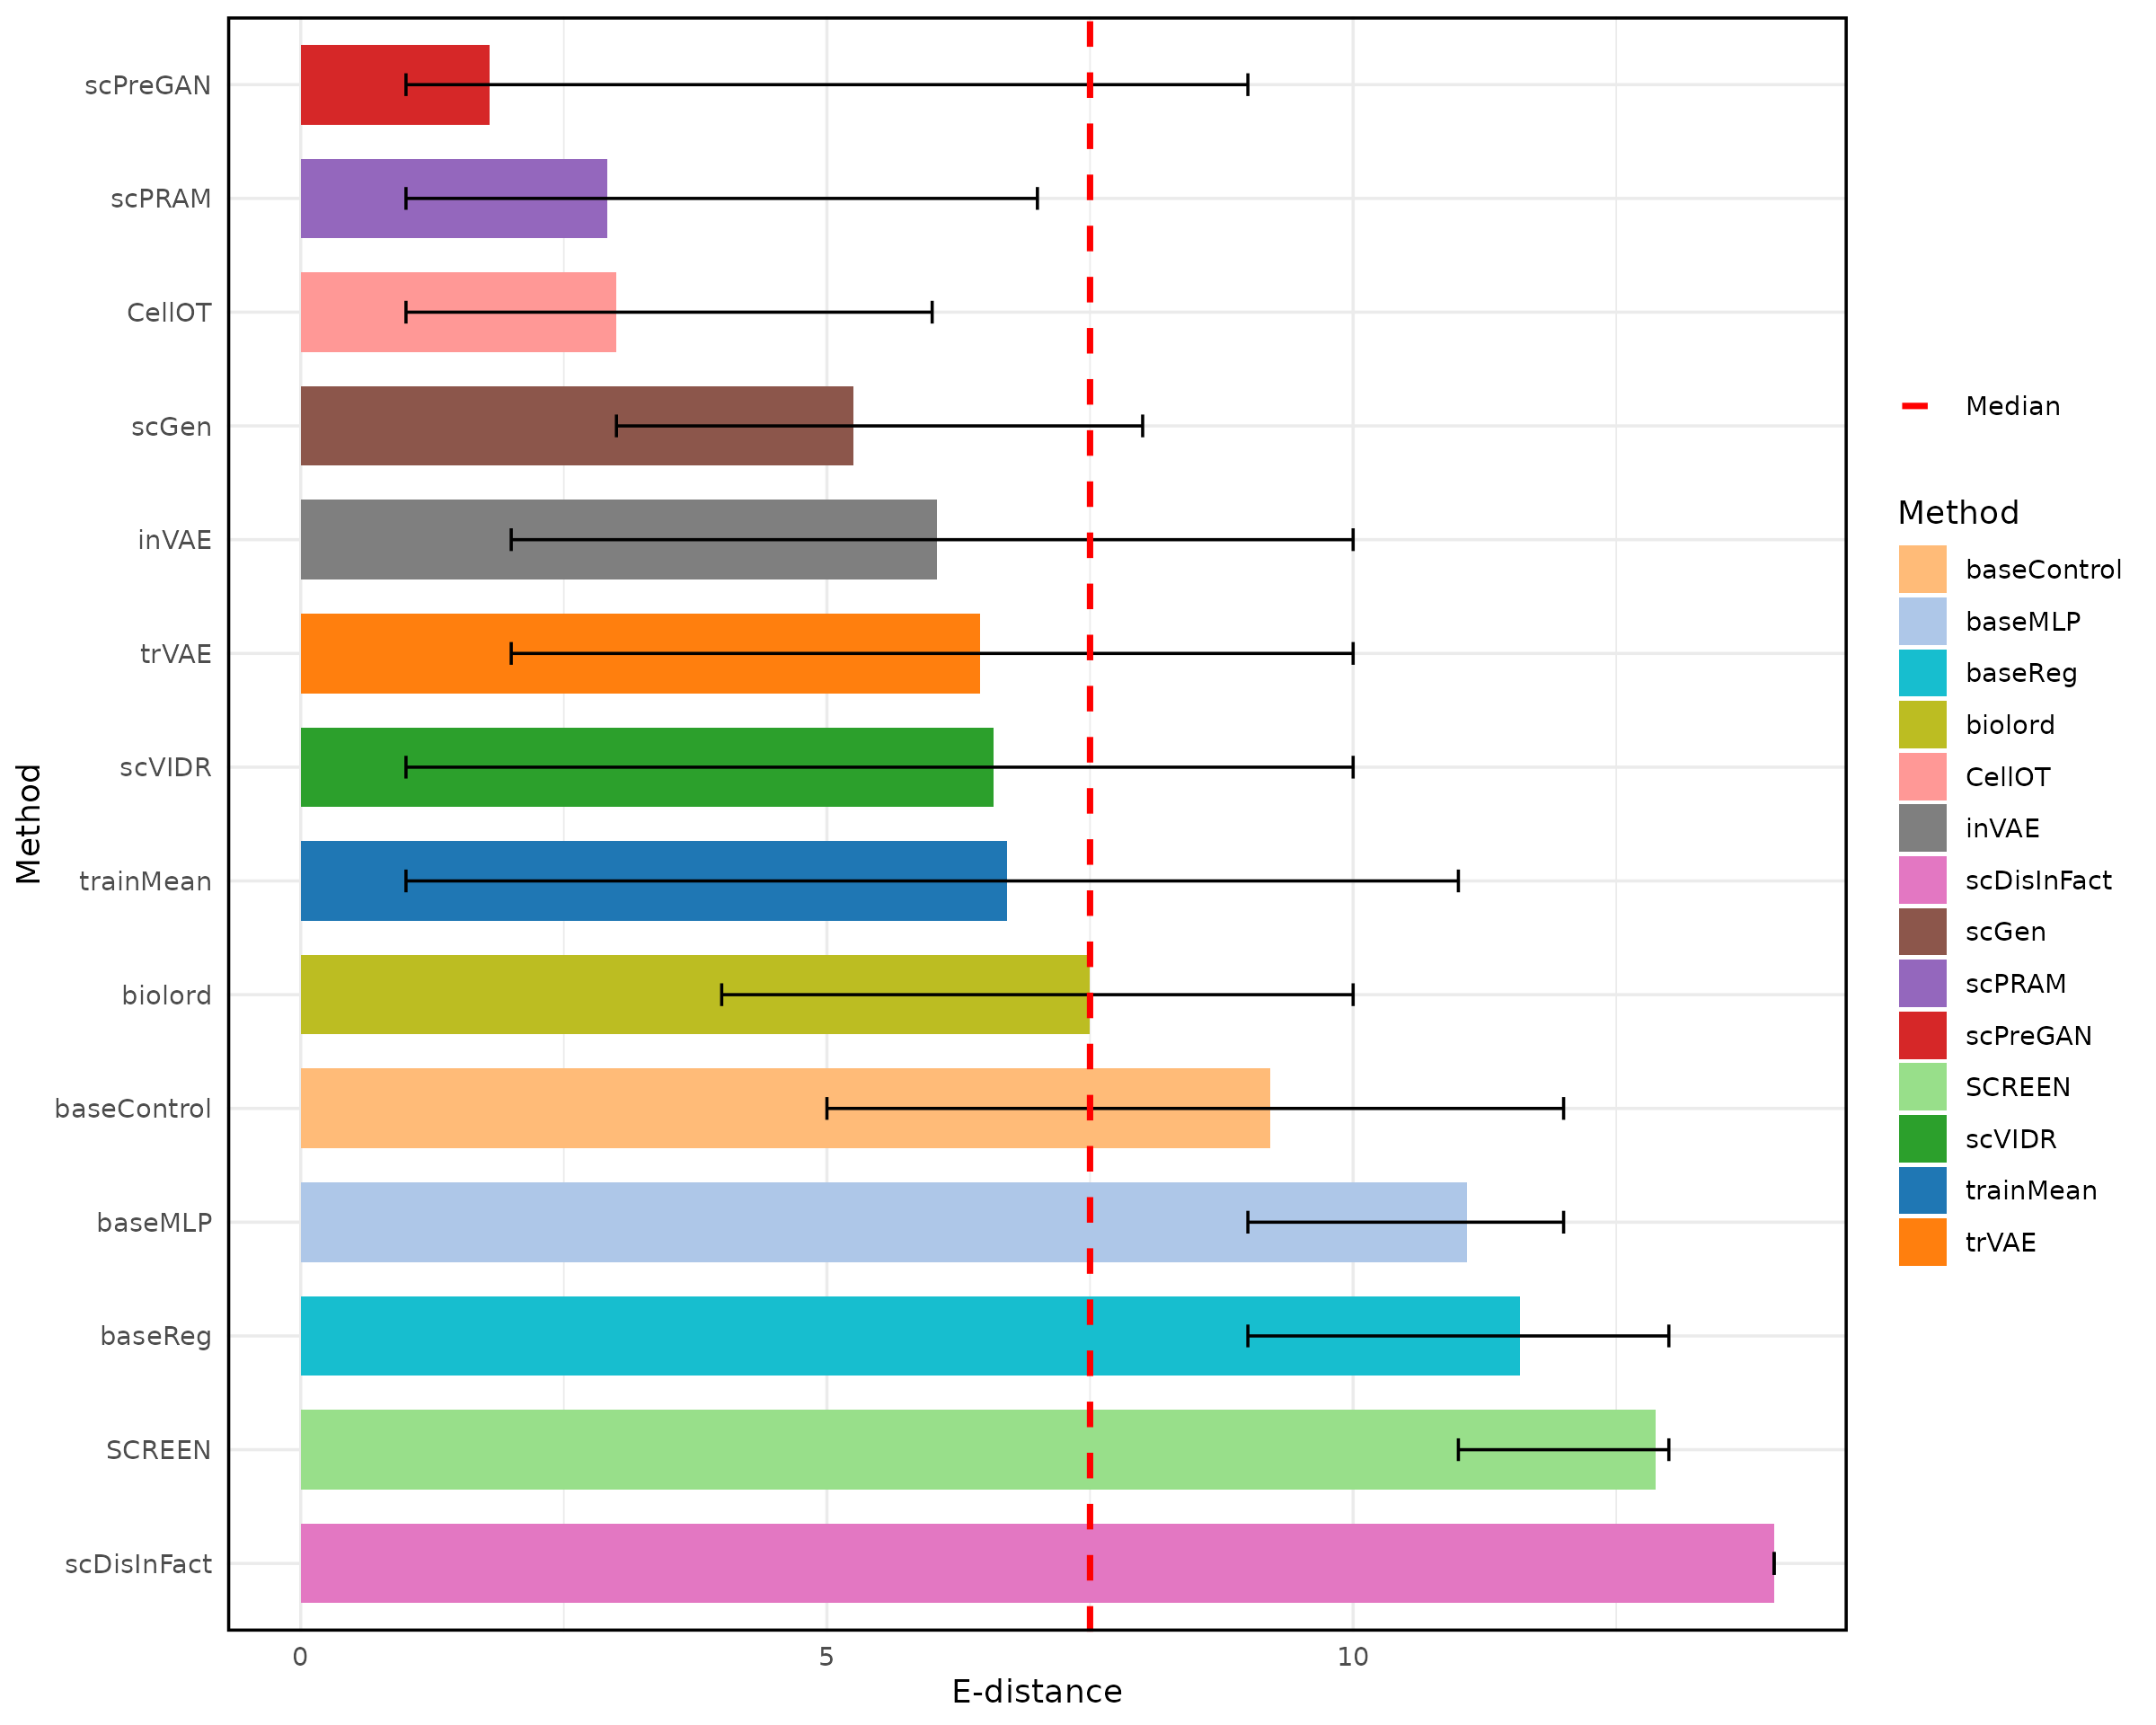 Method
scPreGAN
scPRAM
CellOT
scGen
inVAE
trVAE
scVIDR
trainMean
biolord
baseControl
baseMLP
baseReg
SCREEN
scDisInFact
0 5 10
E-distance
Median
Method
baseControl
baseMLP
baseReg
biolord
CellOT
inVAE
scDisInFact
scGen
scPRAM
scPreGAN
SCREEN
scVIDR
trainMean
trVAE